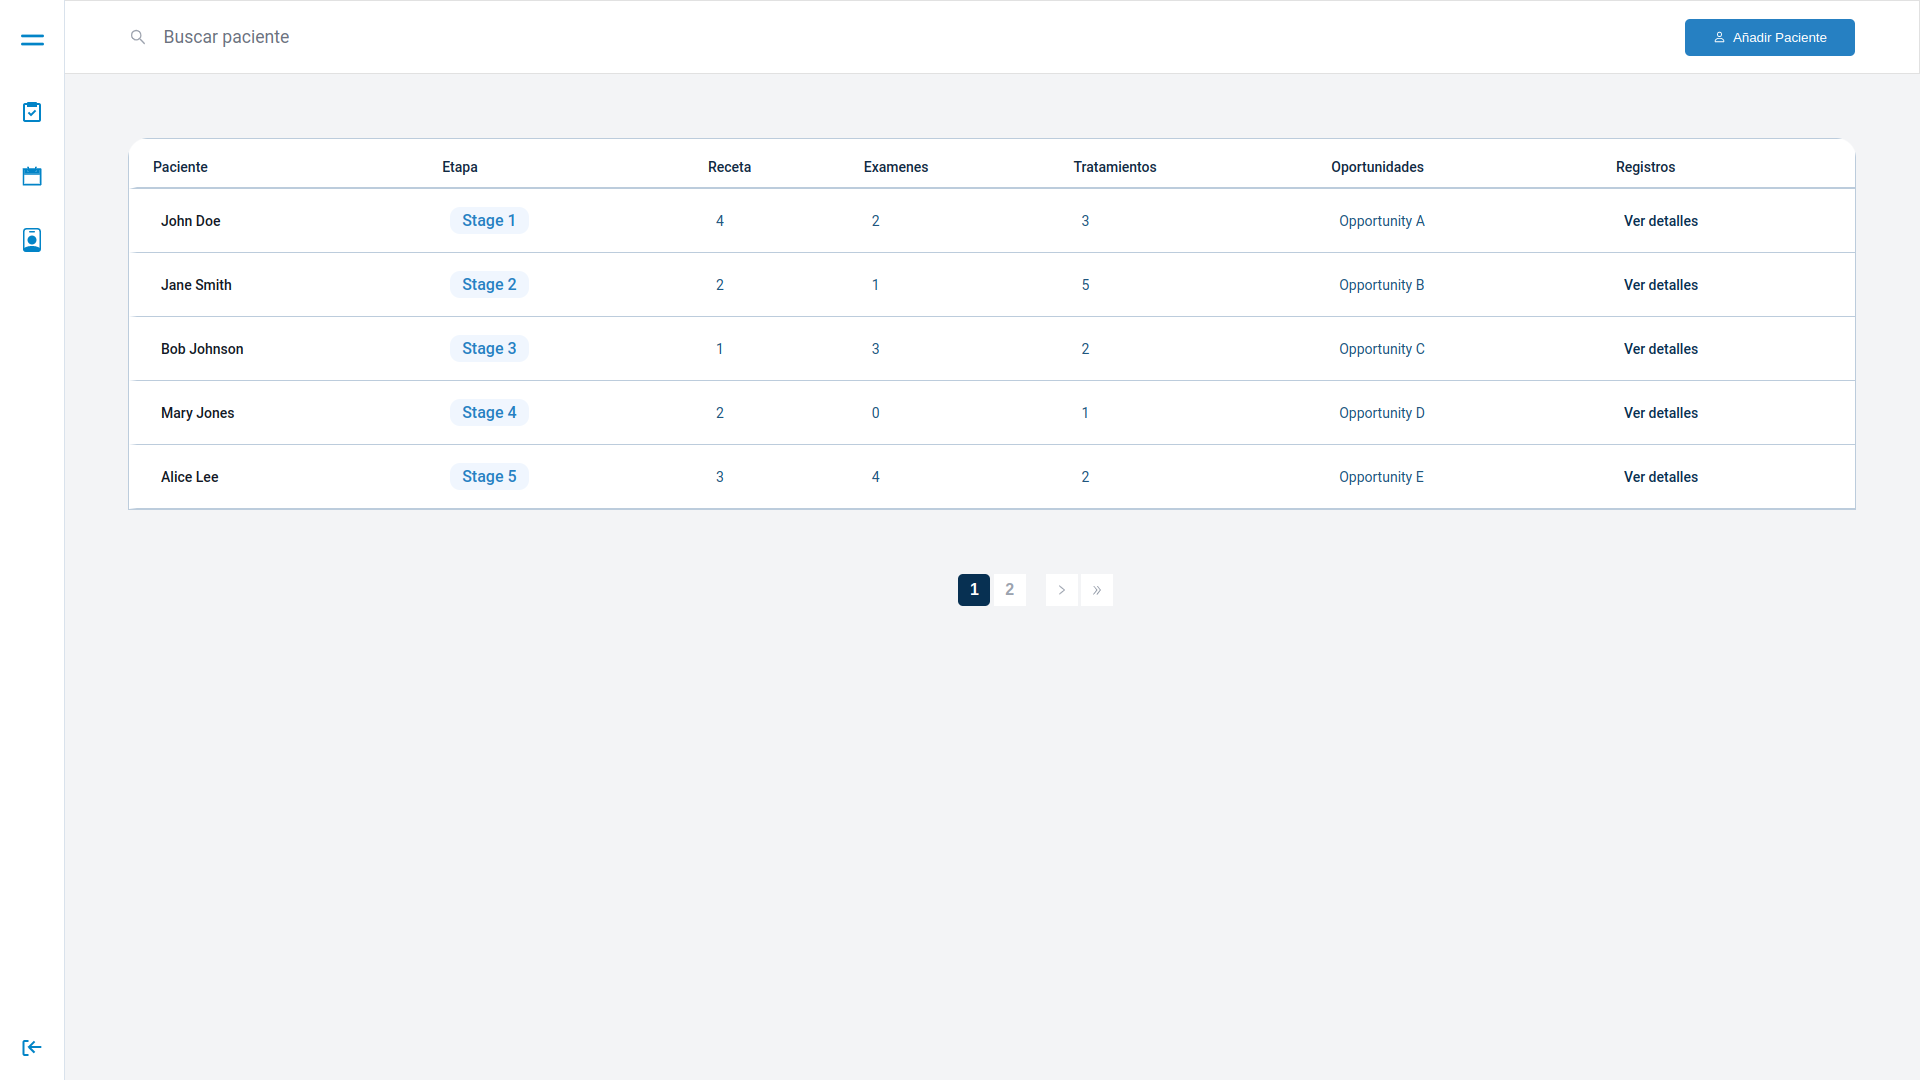 Buscar paciente
Añadir Paciente
Paciente Etapa Receta Examenes Tratamientos Oportunidades Registros
John Doe Stage 1 4 2 3 Opportunity A Ver detalles
Jane Smith Stage 2 2 1 5 Opportunity B Ver detalles
Bob Johnson Stage 3 1 3 2 Opportunity C Ver detalles
Mary Jones Stage 4 2 0 1 Opportunity D Ver detalles
Alice Lee Stage 5 3 4 2 Opportunity E Ver detalles
1 2 > »